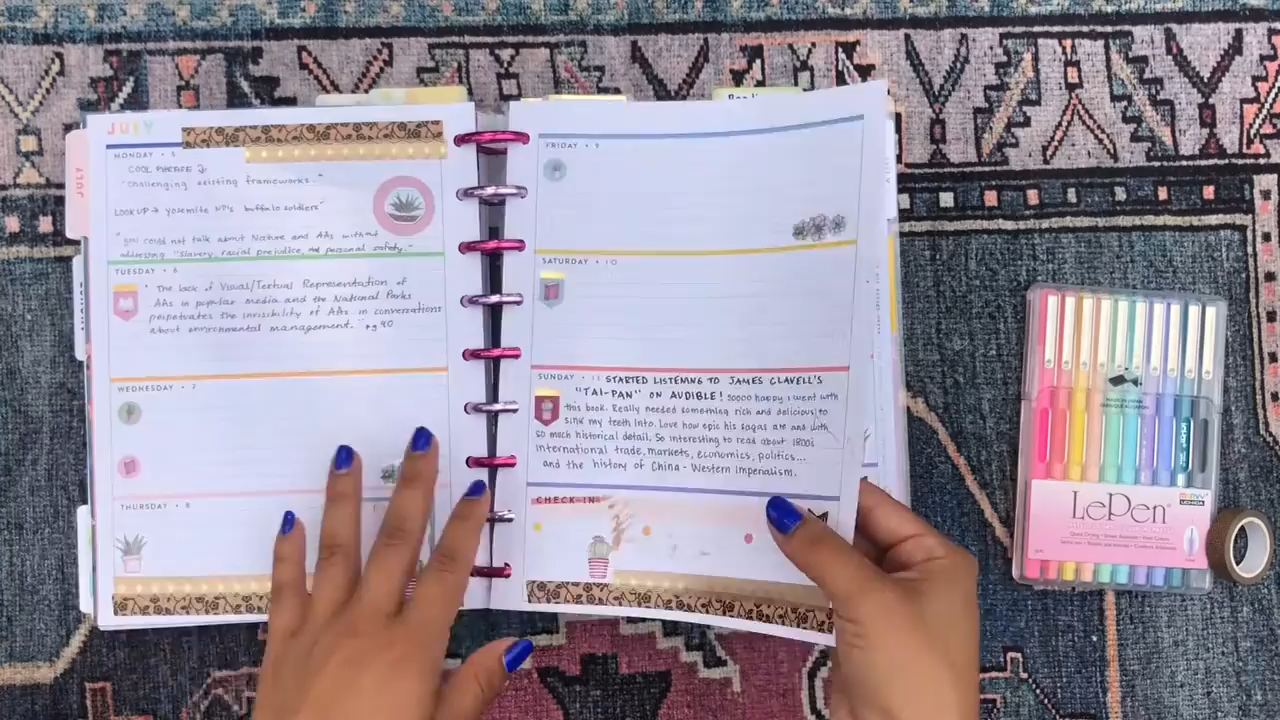 JULY
MONDAY • 5
COOL PHRASE
"Challenging existing frameworks."
LOOK UP → Yosemite NP's buffalo soldiers"
"you could not talk about Nature and AAs without
addressing "slavery, racial prejudice, and personal safety."
TUESDAY • 6
"The lack of Visual/Textual Representation of
AAs in popular media and the National Parks
perpetuates the invisibility of AAs in conversations
about environmental management." pg 90
WEDNESDAY • 7
THURSDAY • 8
FRIDAY • 9
SATURDAY • 10
SUNDAY • 11 STARTED LISTENING TO JAMES CLAVELL'S
"TAI-PAN" ON AUDIBLE! SOOOO happy I went with
this book. Really needed something rich and delicious to
sink my teeth into. Love how epic his sagas are and with
so much historical detail. So interesting to read about 1800s
international trade, markets, economics, politics...
and the history of China - Western Imperialism.
CHECK-IN
JULY
LePen
MARVY
UCHIDA